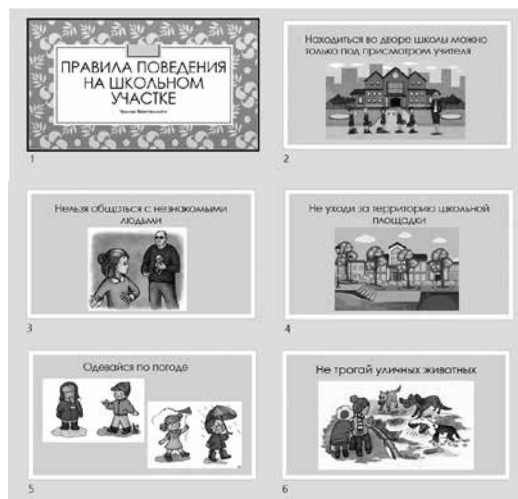 ПРАВИЛА ПОВЕДЕНИЯ
НА ШКОЛЬНОМ
УЧАСТКЕ
1
Находиться во дворе школы можно
только под присмотром учителя
2
Нельзя общаться с незнакомыми
людьми
3
Не уходи за территорию школьной
площадки
4
Одевайся по погоде
5
Не трогай уличных животных
6